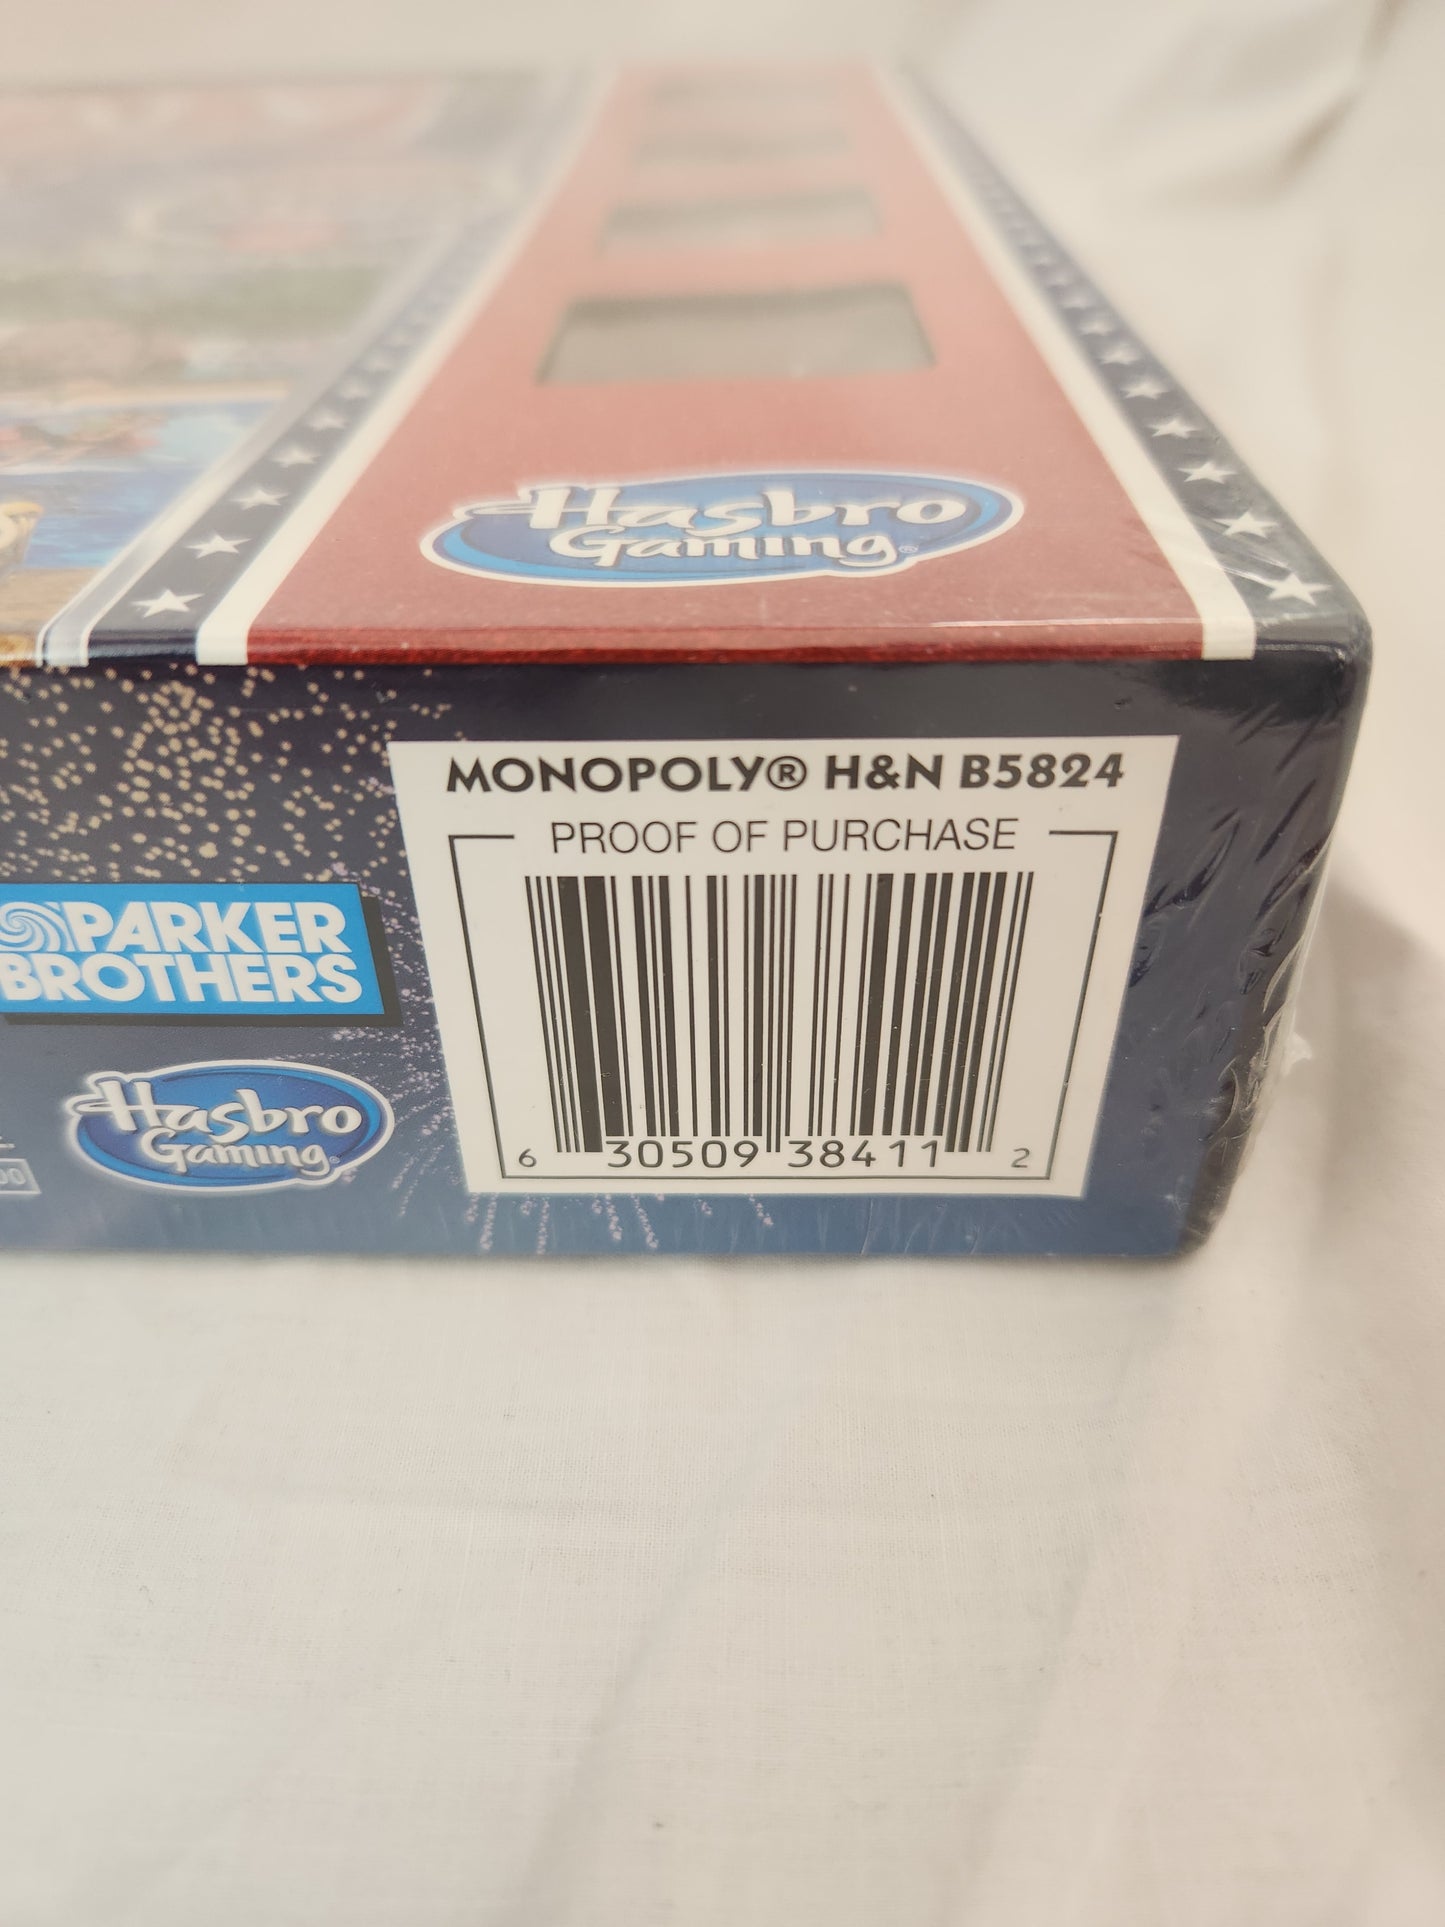 Hasbro
Gaming®
MONOPOLY® H&N B5824
PROOF OF PURCHASE
PARKER
BROTHERS
Hasbro
Gaming®
6 30509 38411 2